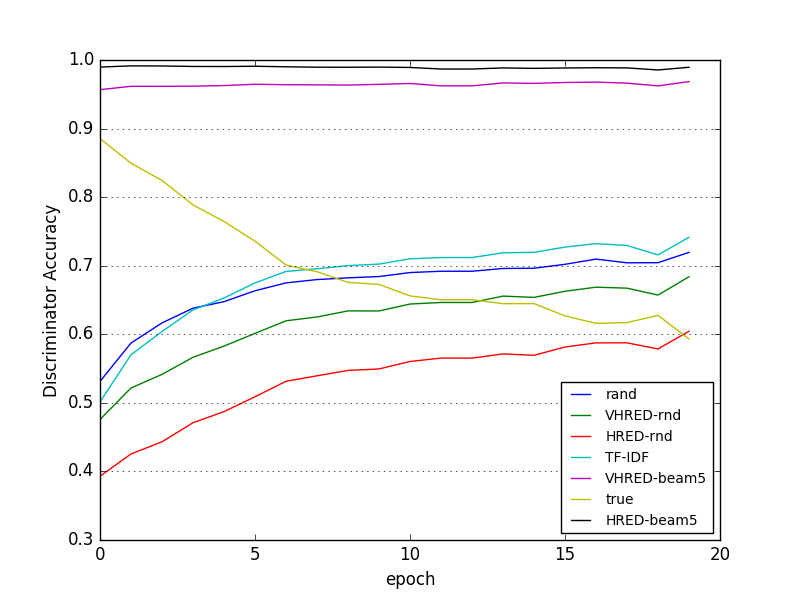 1.0
0.9
0.8
0.7
0.6
0.5
0.4
0.3
Discriminator Accuracy
0 5 10 15 20
epoch
rand
VHRED-rnd
HRED-rnd
TF-IDF
VHRED-beam5
true
HRED-beam5